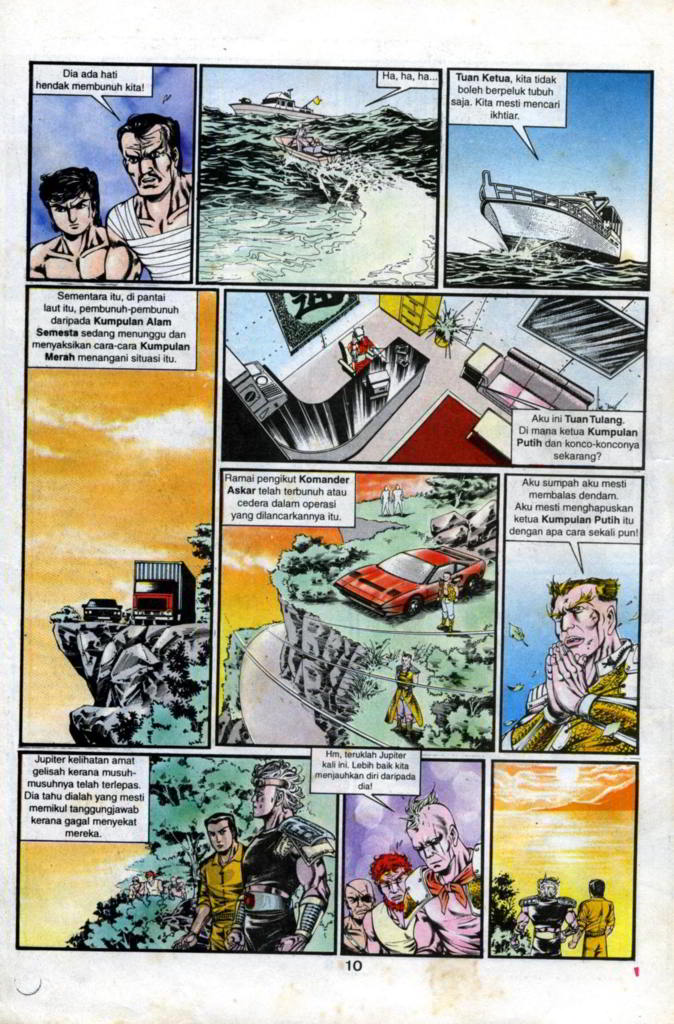 Dia ada hati
hendak membunuh kita!
Ha, ha, ha...
Tuan Ketua, kita tidak
boleh berpeluk tubuh
saja. Kita mesti mencari
ikhtiar.
Sementara itu, di pantai
laut itu, pembunuh-pembunuh
daripada Kumpulan Alam
Semesta sedang menunggu dan
menyaksikan cara-cara Kumpulan
Merah menangani situasi itu.
Aku ini Tuan Tulang.
Di mana ketua Kumpulan
Putih dan konco-konconya
sekarang?
Ramai pengikut Komander
Askar telah terbunuh atau
cedera dalam operasi
yang dilancarkannya itu.
Aku sumpah aku mesti
membalas dendam.
Aku mesti menghapuskan
ketua Kumpulan Putih itu
dengan apa cara sekali pun!
Jupiter kelihatan amat
gelisah kerana musuh-
musuhnya telah terlepas.
Dia tahu dialah yang mesti
memikul tanggungjawab
kerana gagal menyekat
mereka.
Hm, teruklah Jupiter
kali ini. Lebih baik kita
menjauhkan diri daripada
dia!
10